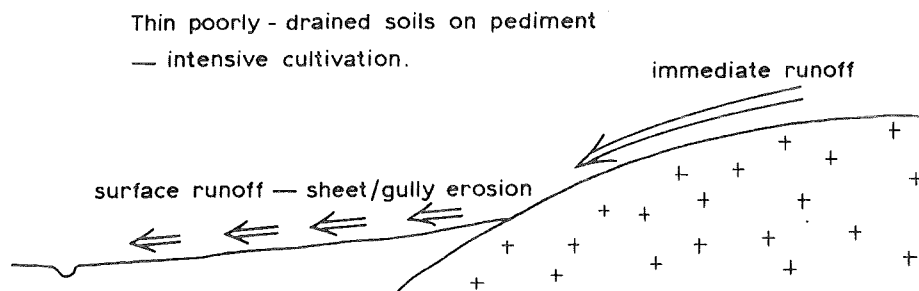 Thin poorly - drained soils on pediment
— intensive cultivation.
immediate runoff
surface runoff — sheet/gully erosion